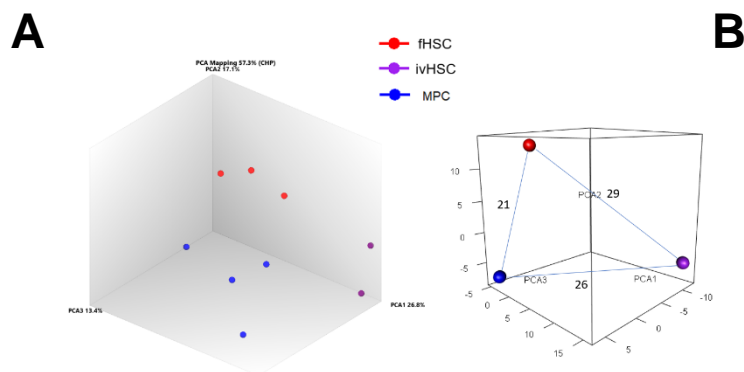 A
B
PCA Mapping 57.3% (CHP)
PCA2 17.1%
PCA3 13.4%
PCA1 26.8%
fHSC
ivHSC
MPC
10
5
0
-5
-5
0
5
10
15
5
0
-5
-10
PCA2
PCA3
PCA1
21
29
26